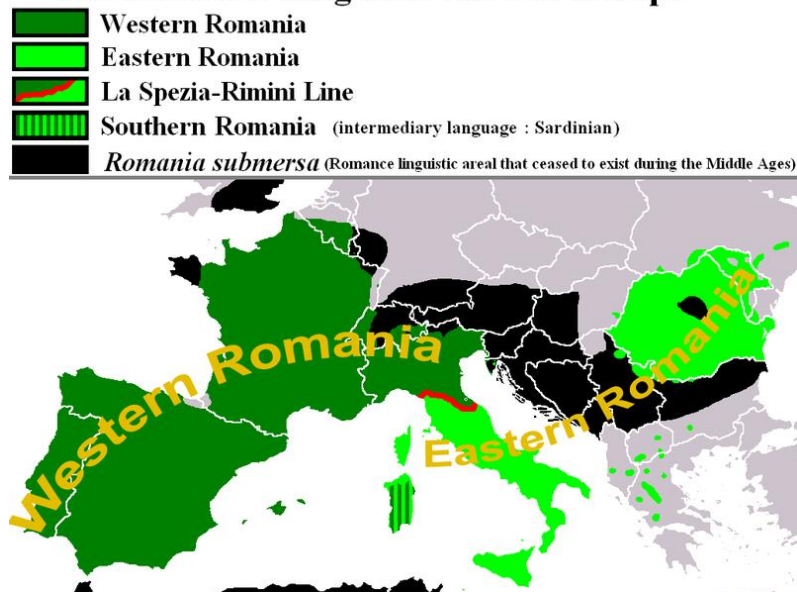 Western Romania
Eastern Romania
La Spezia-Rimini Line
Southern Romania (intermediary language : Sardinian)
Romania submersa (Romance linguistic areal that ceased to exist during the Middle Ages)
Western Romania
Eastern Romania